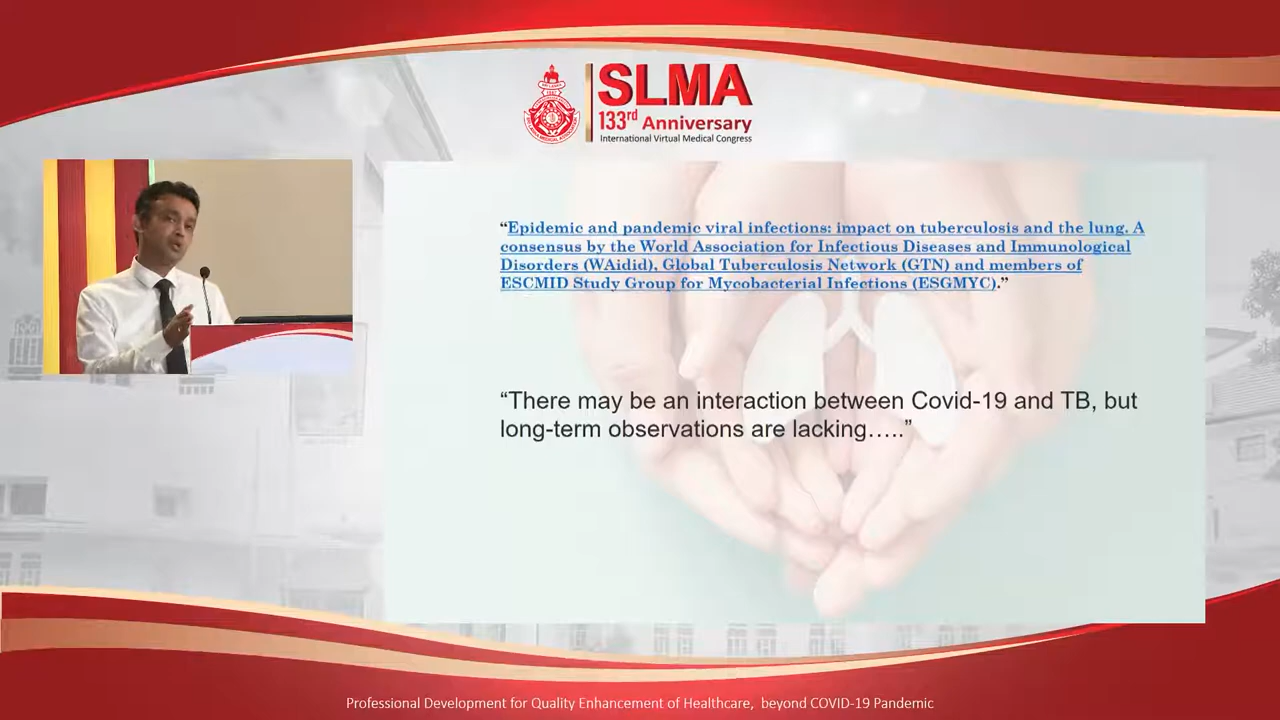 SLMA
133rd Anniversary
International Virtual Medical Congress
“Epidemic and pandemic viral infections: impact on tuberculosis and the lung. A
consensus by the World Association for Infectious Diseases and Immunological
Disorders (WAidid), Global Tuberculosis Network (GTN) and members of
ESCMID Study Group for Mycobacterial Infections (ESGMYC).”
“There may be an interaction between Covid-19 and TB, but
long-term observations are lacking…..”
Professional Development for Quality Enhancement of Healthcare, beyond COVID-19 Pandemic